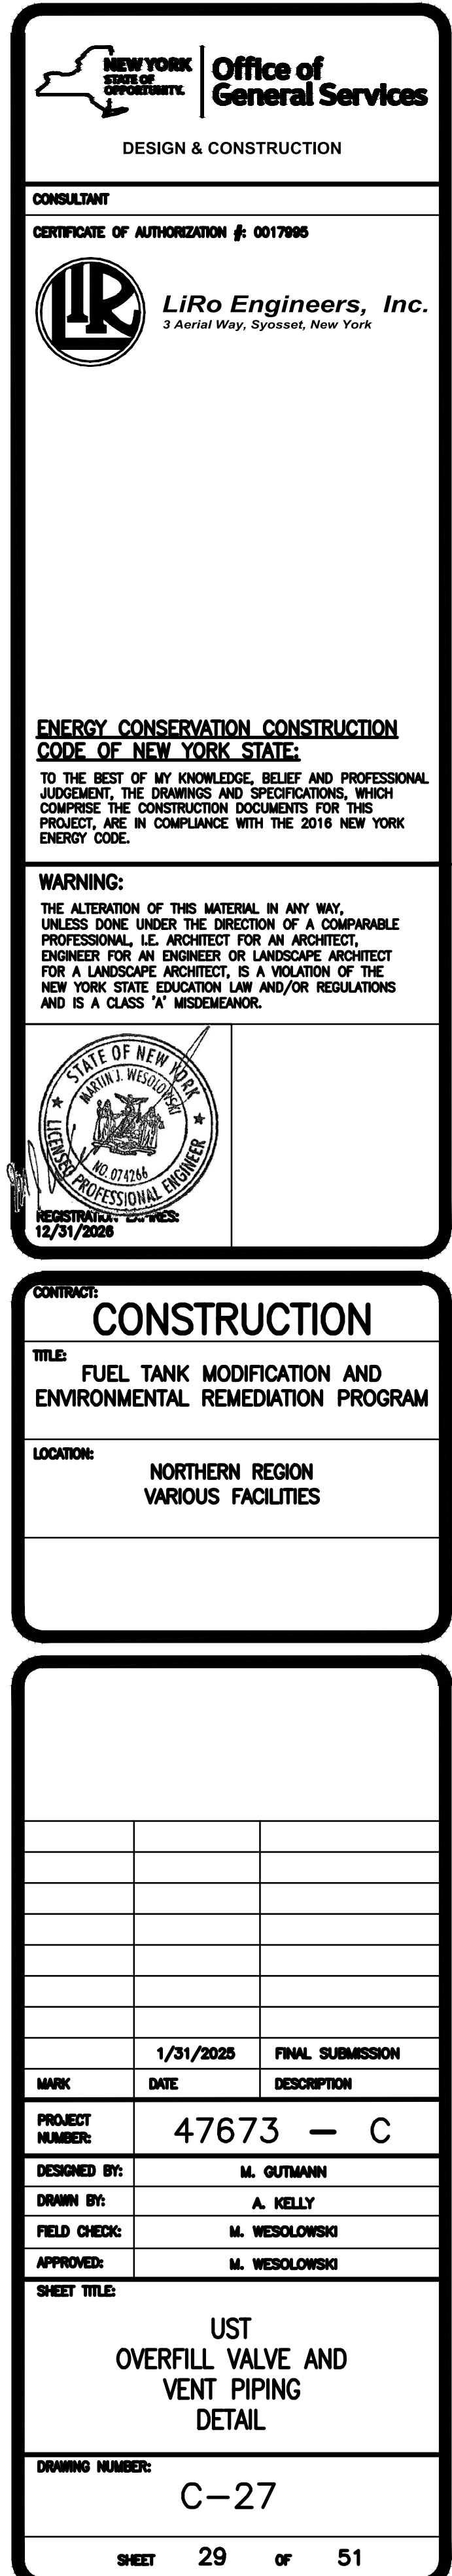 NEW YORK
STATE OF
OPPORTUNITY.
Office of
General Services
DESIGN & CONSTRUCTION
CONSULTANT
CERTIFICATE OF AUTHORIZATION #: 0017995
LIR
LiRo Engineers, Inc.
3 Aerial Way, Syosset, New York
ENERGY CONSERVATION CONSTRUCTION
CODE OF NEW YORK STATE:
TO THE BEST OF MY KNOWLEDGE, BELIEF AND PROFESSIONAL
JUDGEMENT, THE DRAWINGS AND SPECIFICATIONS, WHICH
COMPRISE THE CONSTRUCTION DOCUMENTS FOR THIS
PROJECT, ARE IN COMPLIANCE WITH THE 2016 NEW YORK
ENERGY CODE.
WARNING:
THE ALTERATION OF THIS MATERIAL IN ANY WAY,
UNLESS DONE UNDER THE DIRECTION OF A COMPARABLE
PROFESSIONAL, I.E. ARCHITECT FOR AN ARCHITECT,
ENGINEER FOR AN ENGINEER OR LANDSCAPE ARCHITECT
FOR A LANDSCAPE ARCHITECT, IS A VIOLATION OF THE
NEW YORK STATE EDUCATION LAW AND/OR REGULATIONS
AND IS A CLASS 'A' MISDEMEANOR.
STATE OF NEW YORK
MARTIN J. WESOLOWSKI
NO. 074266
LICENSED PROFESSIONAL ENGINEER
REGISTRATION EXPIRES:
12/31/2026
CONTRACT:
CONSTRUCTION
TITLE:
FUEL TANK MODIFICATION AND
ENVIRONMENTAL REMEDIATION PROGRAM
LOCATION:
NORTHERN REGION
VARIOUS FACILITIES
1/31/2025 FINAL SUBMISSION
MARK DATE DESCRIPTION
PROJECT
NUMBER: 47673 - C
DESIGNED BY: M. GUTMANN
DRAWN BY: A. KELLY
FIELD CHECK: M. WESOLOWSKI
APPROVED: M. WESOLOWSKI
SHEET TITLE:
UST
OVERFILL VALVE AND
VENT PIPING
DETAIL
DRAWING NUMBER:
C-27
SHEET 29 OF 51